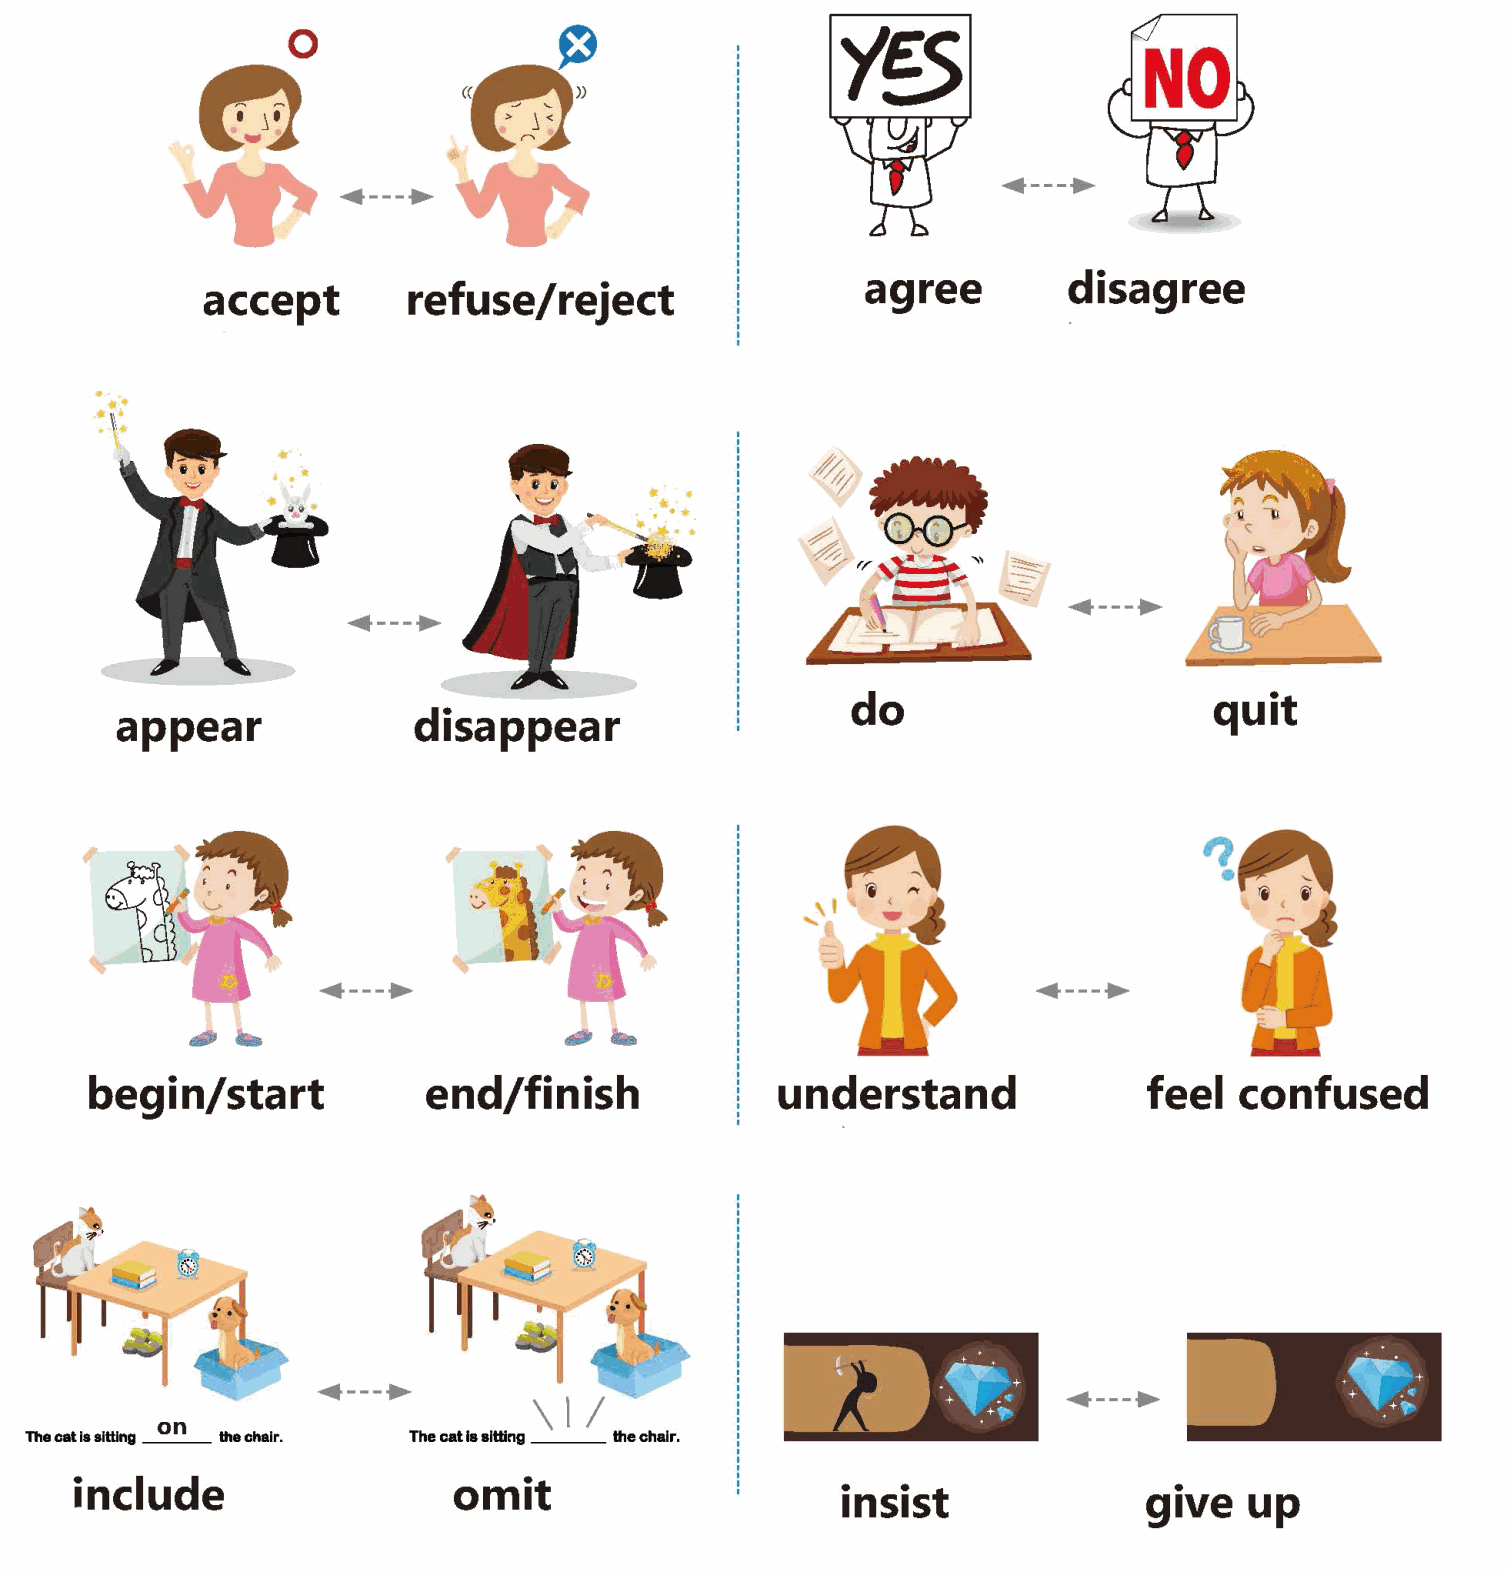 YES
NO
accept refuse/reject
agree disagree
appear disappear
do quit
begin/start end/finish
understand feel confused
?
The cat is sitting on the chair.
The cat is sitting ______ the chair.
include omit
insist give up